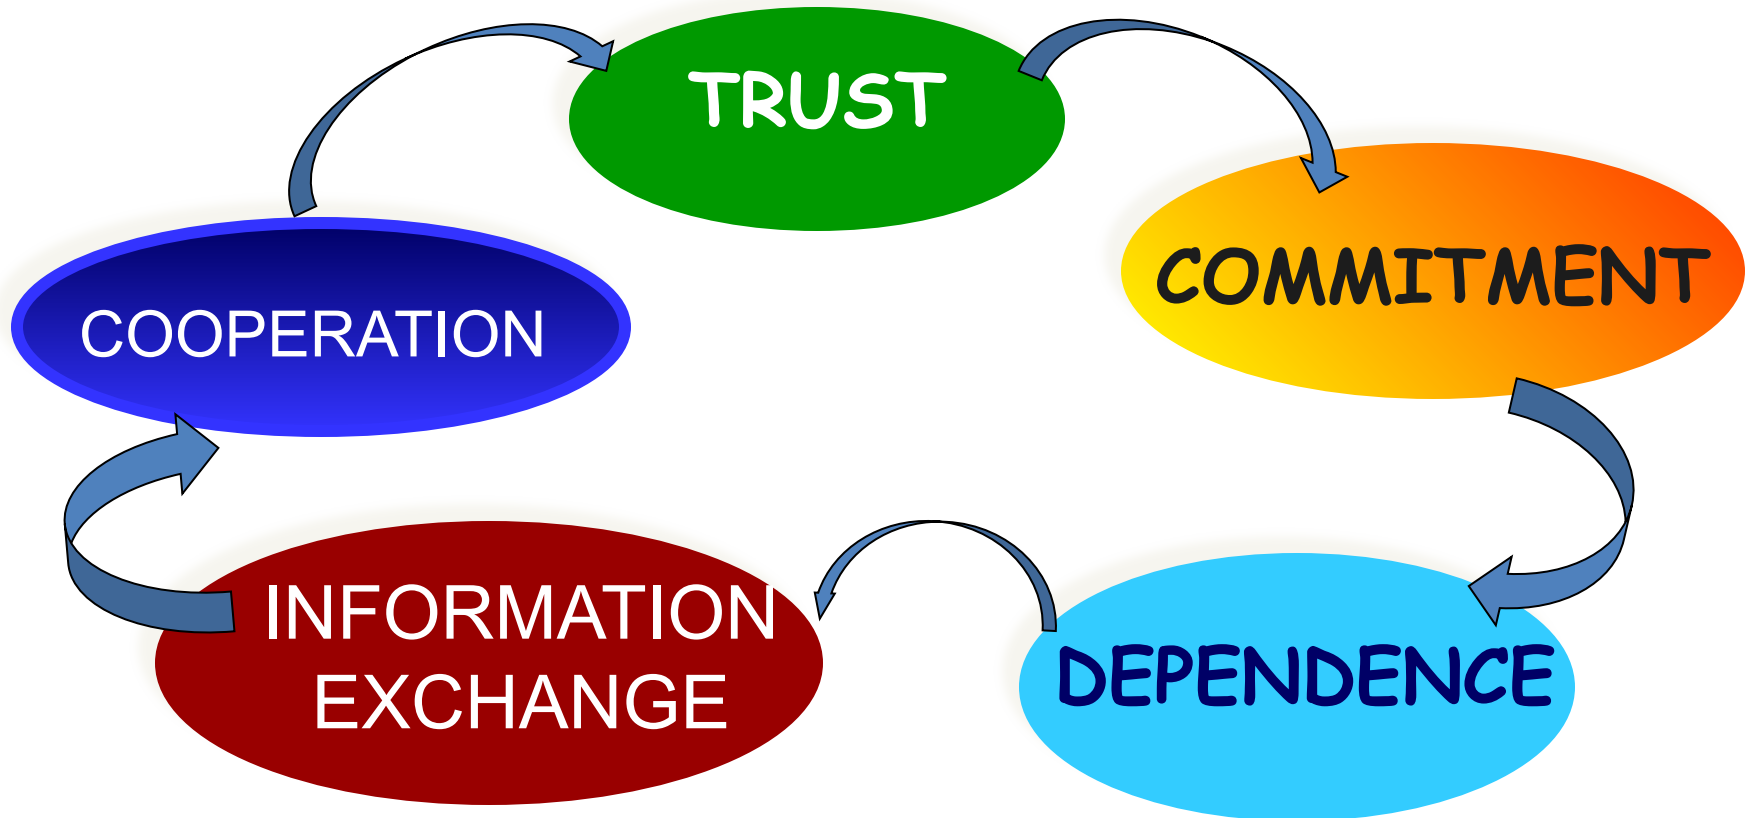 TRUST
COMMITMENT
COOPERATION
INFORMATION
EXCHANGE
DEPENDENCE